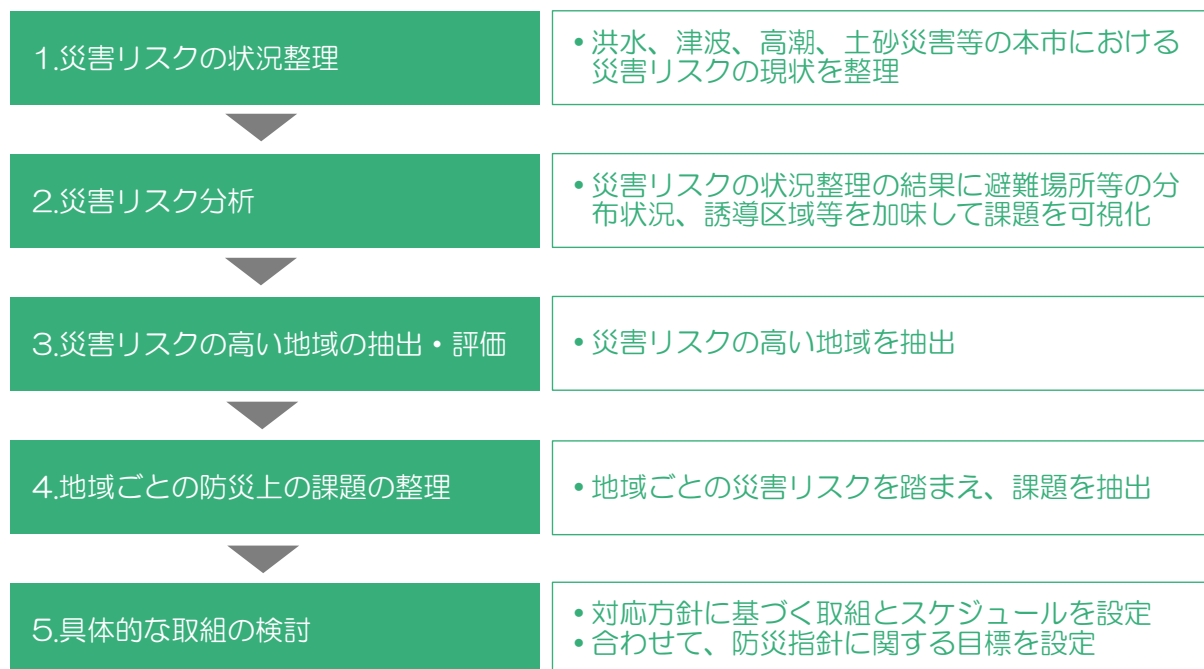 1.災害リスクの状況整理
•洪水、津波、高潮、土砂災害等の本市における
災害リスクの現状を整理
2.災害リスク分析
•災害リスクの状況整理の結果に避難場所等の分
布状況、誘導区域等を加味して課題を可視化
3.災害リスクの高い地域の抽出・評価
•災害リスクの高い地域を抽出
4.地域ごとの防災上の課題の整理
•地域ごとの災害リスクを踏まえ、課題を抽出
5.具体的な取組の検討
•対応方針に基づく取組とスケジュールを設定
•合わせて、防災指針に関する目標を設定